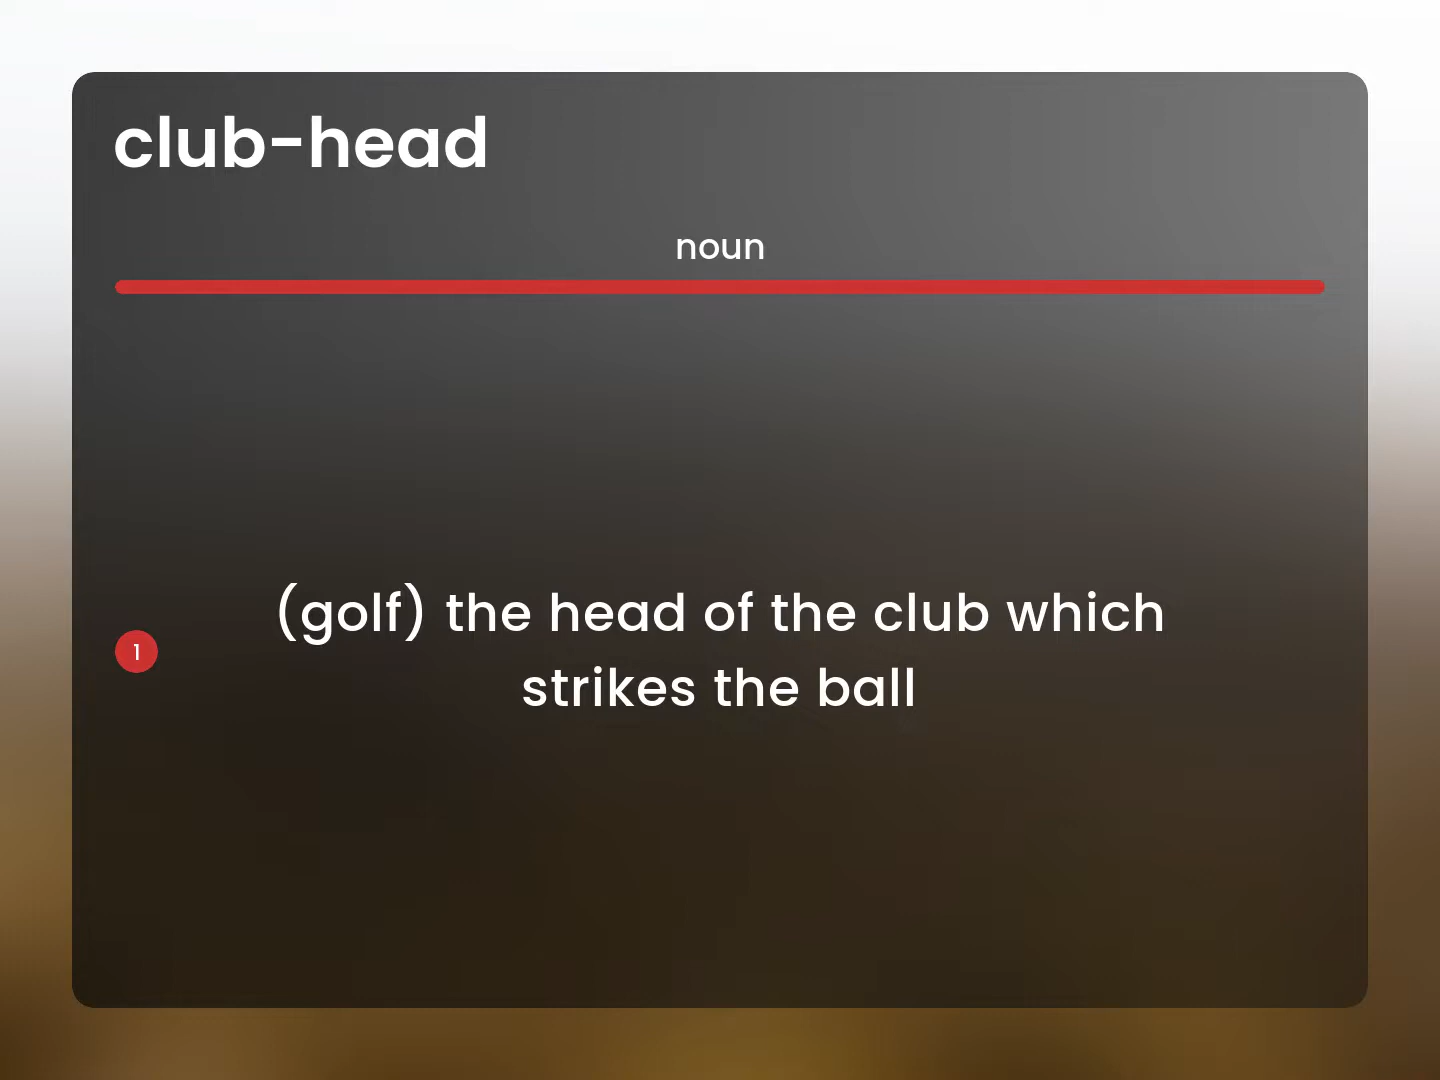 club-head
noun
1
(golf) the head of the club which
strikes the ball